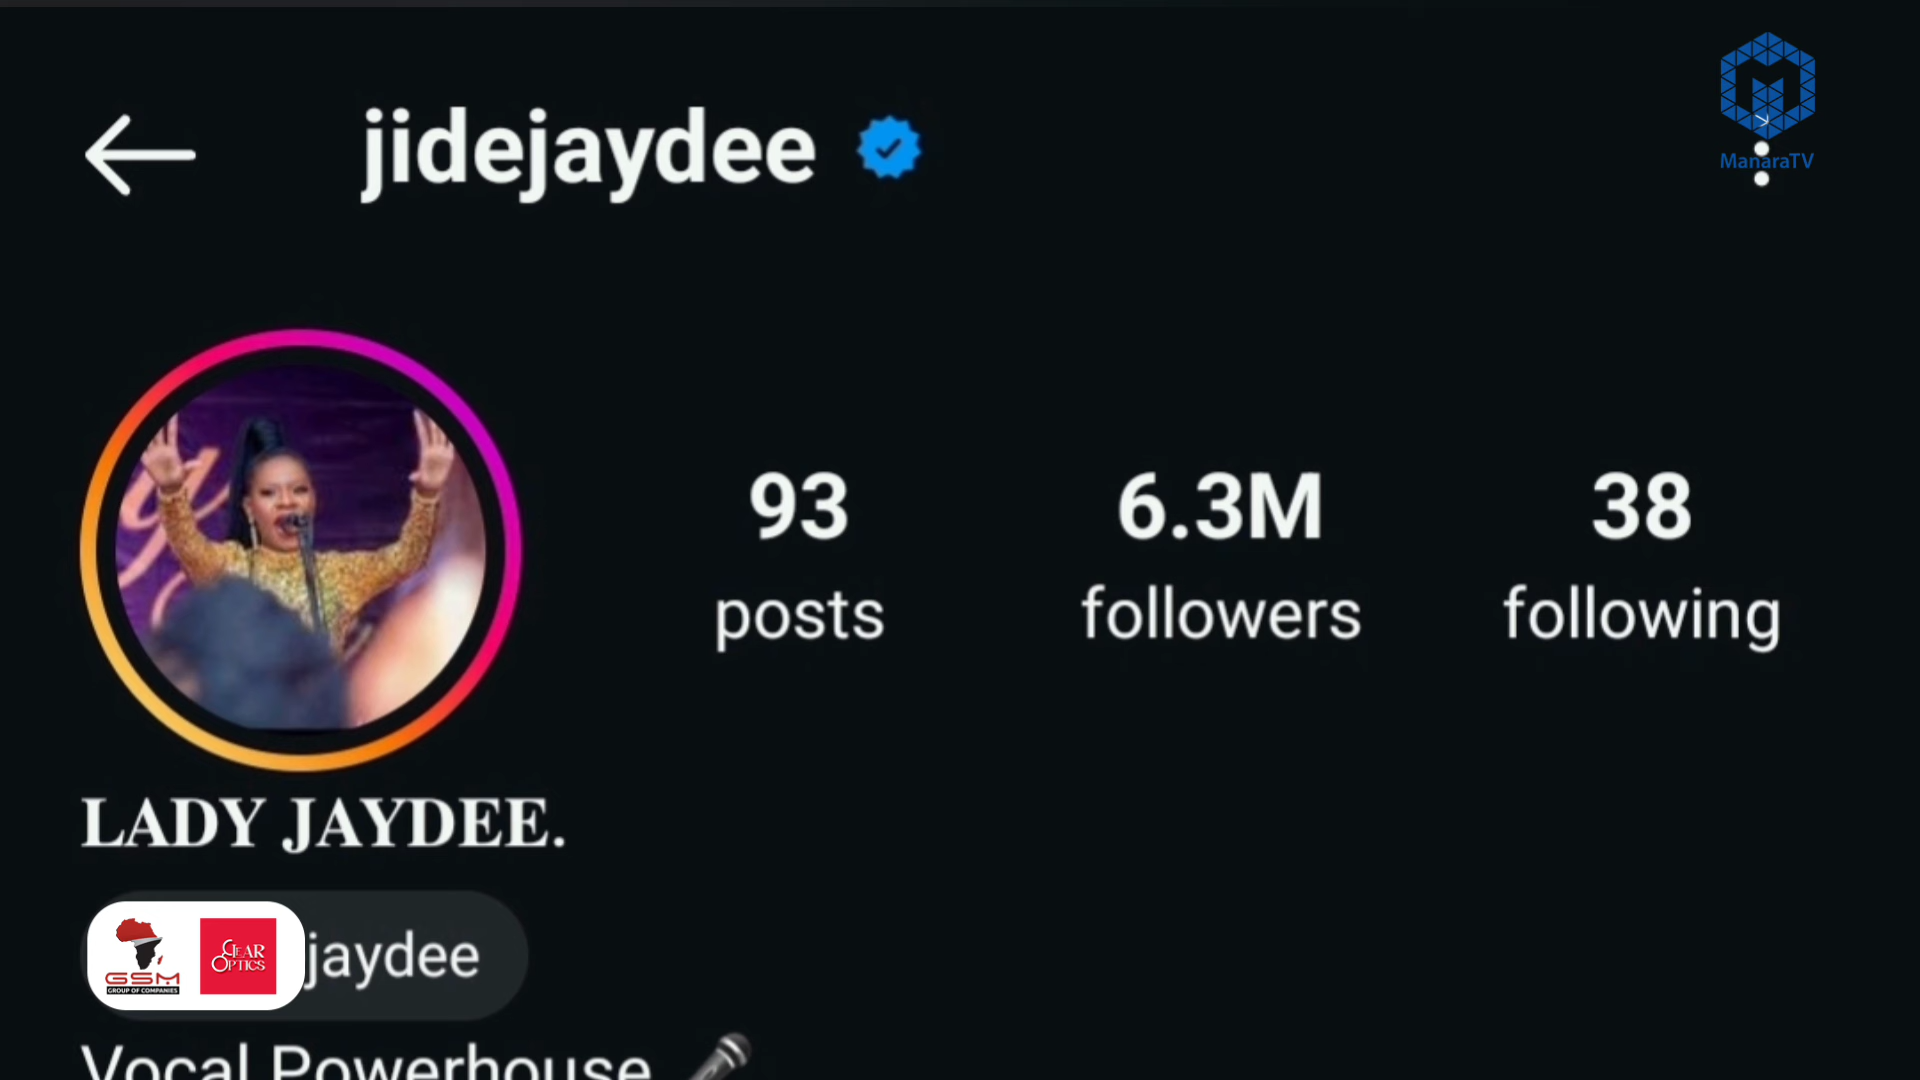 jidejaydee
ManaraTV
93
posts
6.3M
followers
38
following
LADY JAYDEE.
GSM
GROUP OF COMPANIES
CLEAR
OPTICS
jaydee
Vocal Powerhouse